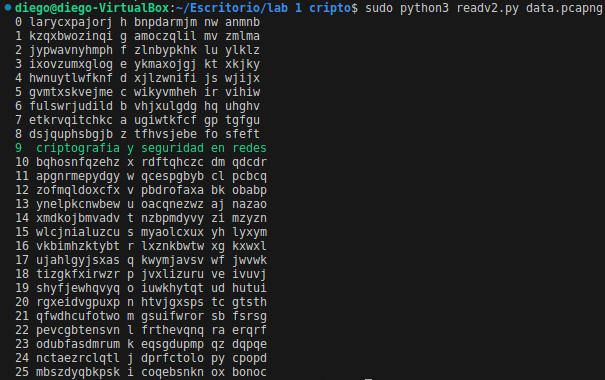 diego@diego-VirtualBox:~/Escritorio/lab 1 cripto$ sudo python3 readv2.py data.pcapng
0 larycxpajorj h bnpdarmjm nw anmnb
1 kzqxbwozinqi g amoczqlil mv zmlma
2 jypwavnyhmph f zlnbypkhk lu ylklz
3 ixovzumxglog e ykmaxojgj kt xkjky
4 hwnuytlwfknf d xjlzwnifi js wjijx
5 gvmtxskvejme c wikyvmheh ir vihiw
6 fulswrjudild b vhjxulgdg hq uhghv
7 etkrvqitchkc a ugiwtkfcf gp tgfgu
8 dsjquphsbgjb z tfhvsjebe fo sfeft
9 criptografia y seguridad en redes
10 bqhosnfqzehz x rdftqhczc dm qdcdr
11 apgnrmepydgy w qcespgbyb cl pcbcq
12 zofmqldoxcfx v pbdrofaxa bk obabp
13 ynelpkcnwbew u oacqnezwz aj nazao
14 xmdkojbmvadv t nzbpmdyvy zi mzyzn
15 wlcjnialuzcu s myaolcxux yh lyxym
16 vkbimhzktybt r lxznkbwtw xg kxwxl
17 ujahlgyjsxas q kwymjavsv wf jwvwk
18 tizgkfxirwzr p jvxlizuru ve ivuvj
19 shyfjewhqvyq o iuwkhytqt ud hutui
20 rgxeidvgpuxp n htvjgxsps tc gtsth
21 qfwdhcufotwo m gsuifwror sb fsrsg
22 pevcgbtensvn l frthevqnq ra erqrf
23 odubfasdmrum k eqsgdupmp qz dqpqe
24 nctaezrclqtl j dprfctolo py cpopd
25 mbszdyqbkpsk i coqebsnkn ox bonoc